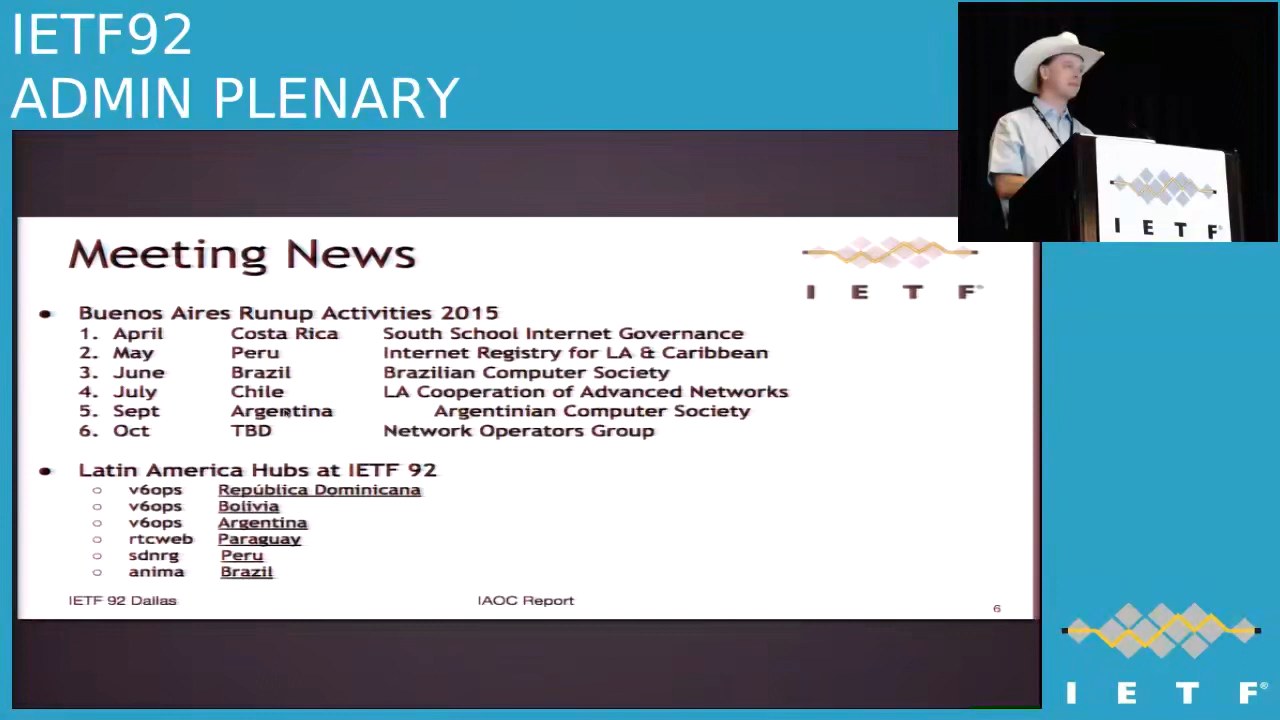 IETF92
ADMIN PLENARY
I E T F
Meeting News
I E T F®
• Buenos Aires Runup Activities 2015
1. April Costa Rica South School Internet Governance
2. May Peru Internet Registry for LA & Caribbean
3. June Brazil Brazilian Computer Society
4. July Chile LA Cooperation of Advanced Networks
5. Sept Argentina Argentinian Computer Society
6. Oct TBD Network Operators Group
• Latin America Hubs at IETF 92
○ v6ops República Dominicana
○ v6ops Bolivia
○ v6ops Argentina
○ rtcweb Paraguay
○ sdnrg Peru
○ anima Brazil
IETF 92 Dallas IAOC Report 6
I E T F®